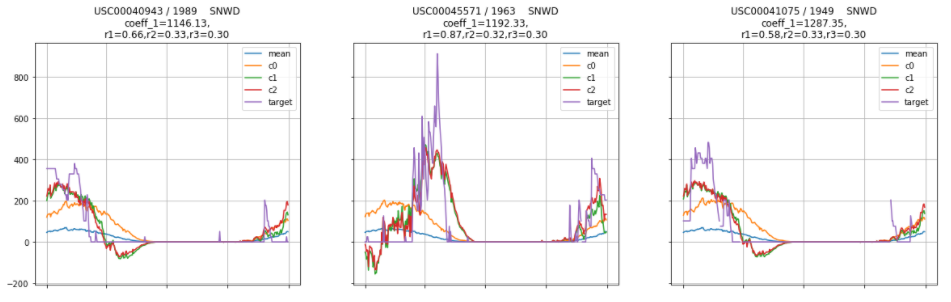 USC00040943 / 1989 SNWD
coeff_1=1146.13,
r1=0.66,r2=0.33,r3=0.30
mean
c0
c1
c2
target
800
600
400
200
0
−200
USC00045571 / 1963 SNWD
coeff_1=1192.33,
r1=0.87,r2=0.32,r3=0.30
mean
c0
c1
c2
target
USC00041075 / 1949 SNWD
coeff_1=1287.35,
r1=0.58,r2=0.33,r3=0.30
mean
c0
c1
c2
target